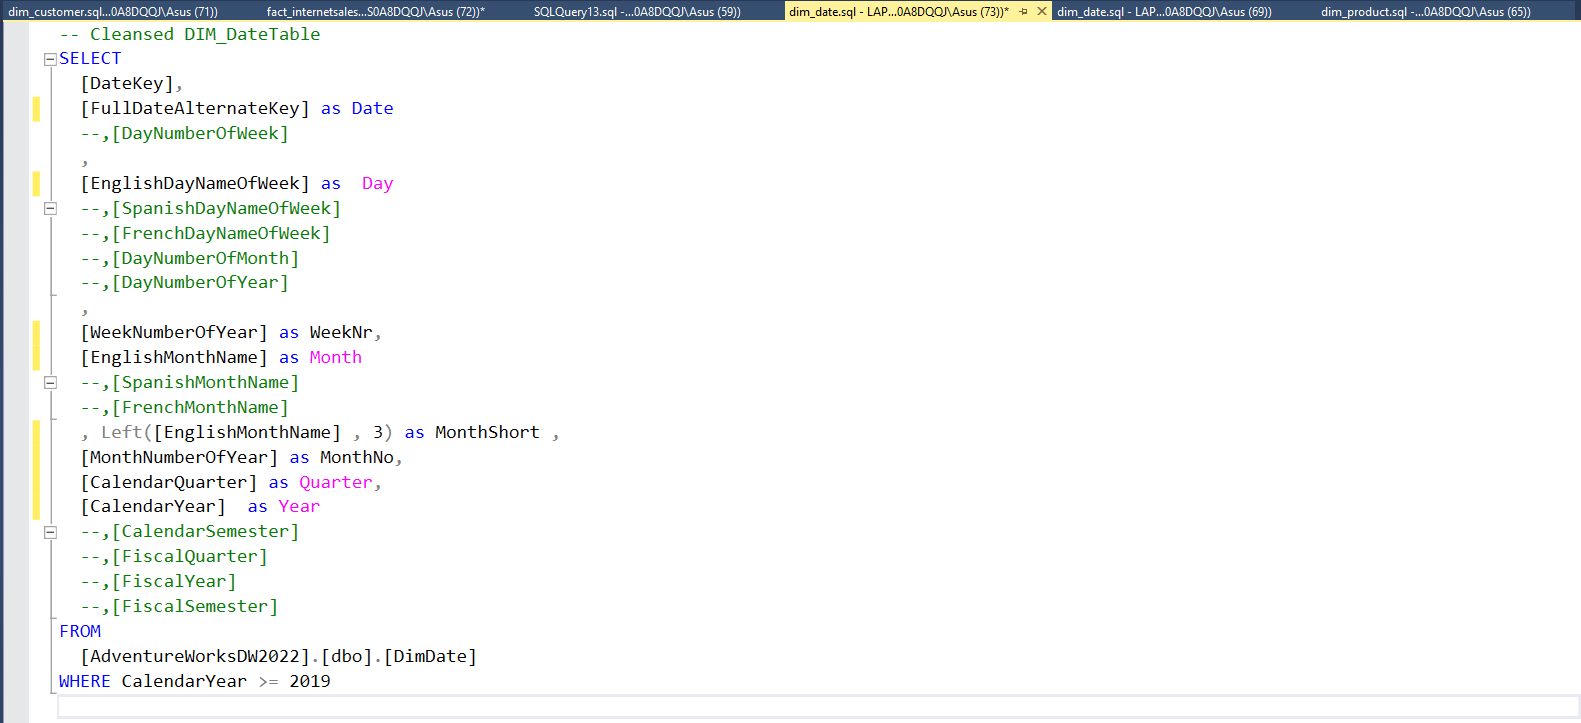 dim_customer.sql...0A8DQQJ\Asus (71)) fact_internetsales...S0A8DQQJ\Asus (72))* SQLQuery13.sql -...0A8DQQJ\Asus (59)) dim_date.sql - LAP...0A8DQQJ\Asus (73))* dim_date.sql - LAP...0A8DQQJ\Asus (69)) dim_product.sql -...0A8DQQJ\Asus (65))
-- Cleansed DIM_DateTable
SELECT
[DateKey],
[FullDateAlternateKey] as Date
--,[DayNumberOfWeek]
,
[EnglishDayNameOfWeek] as  Day
--,[SpanishDayNameOfWeek]
--,[FrenchDayNameOfWeek]
--,[DayNumberOfMonth]
--,[DayNumberOfYear]
,
[WeekNumberOfYear] as WeekNr,
[EnglishMonthName] as Month
--,[SpanishMonthName]
--,[FrenchMonthName]
, Left([EnglishMonthName] , 3) as MonthShort ,
[MonthNumberOfYear] as MonthNo,
[CalendarQuarter] as Quarter,
[CalendarYear]  as Year
--,[CalendarSemester]
--,[FiscalQuarter]
--,[FiscalYear]
--,[FiscalSemester]
FROM
[AdventureWorksDW2022].[dbo].[DimDate]
WHERE CalendarYear >= 2019